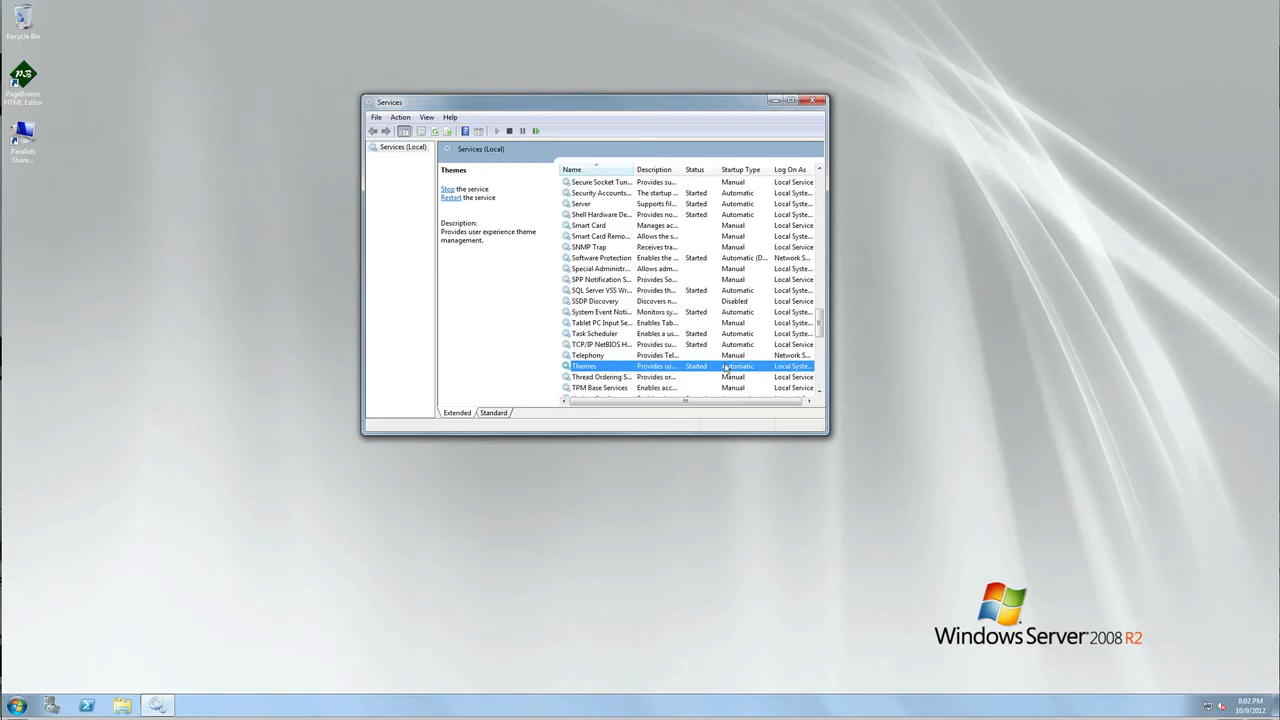 Recycle Bin
PageBreeze
HTML Editor
Parallels
Share...
Services
File Action View Help
Services (Local)
Services (Local)
Themes
Stop the service
Restart the service
Description:
Provides user experience theme
management.
Name Description Status Startup Type Log On As
Secure Socket Tun... Provides su... Manual Local Service
Security Accounts... The startup ... Started Automatic Local Syste...
Server Supports fil... Started Automatic Local Syste...
Shell Hardware De... Provides no... Started Automatic Local Syste...
Smart Card Manages ac... Manual Local Service
Smart Card Remo... Allows the s... Manual Local Syste...
SNMP Trap Receives tra... Manual Local Service
Software Protection Enables the ... Started Automatic (D... Network S...
Special Administr... Allows adm... Manual Local Syste...
SPP Notification S... Provides So... Manual Local Service
SQL Server VSS Wr... Provides th... Started Automatic Local Syste...
SSDP Discovery Discovers n... Disabled Local Service
System Event Noti... Monitors sy... Started Automatic Local Syste...
Tablet PC Input Se... Enables Tab... Manual Local Syste...
Task Scheduler Enables a us... Started Automatic Local Syste...
TCP/IP NetBIOS H... Provides su... Started Automatic Local Service
Telephony Provides Tel... Manual Network S...
Themes Provides us... Started Automatic Local Syste...
Thread Ordering S... Provides or... Manual Local Service
TPM Base Services Enables acc... Manual Local Service
Extended Standard
Windows Server 2008 R2
8:02 PM
10/9/2012